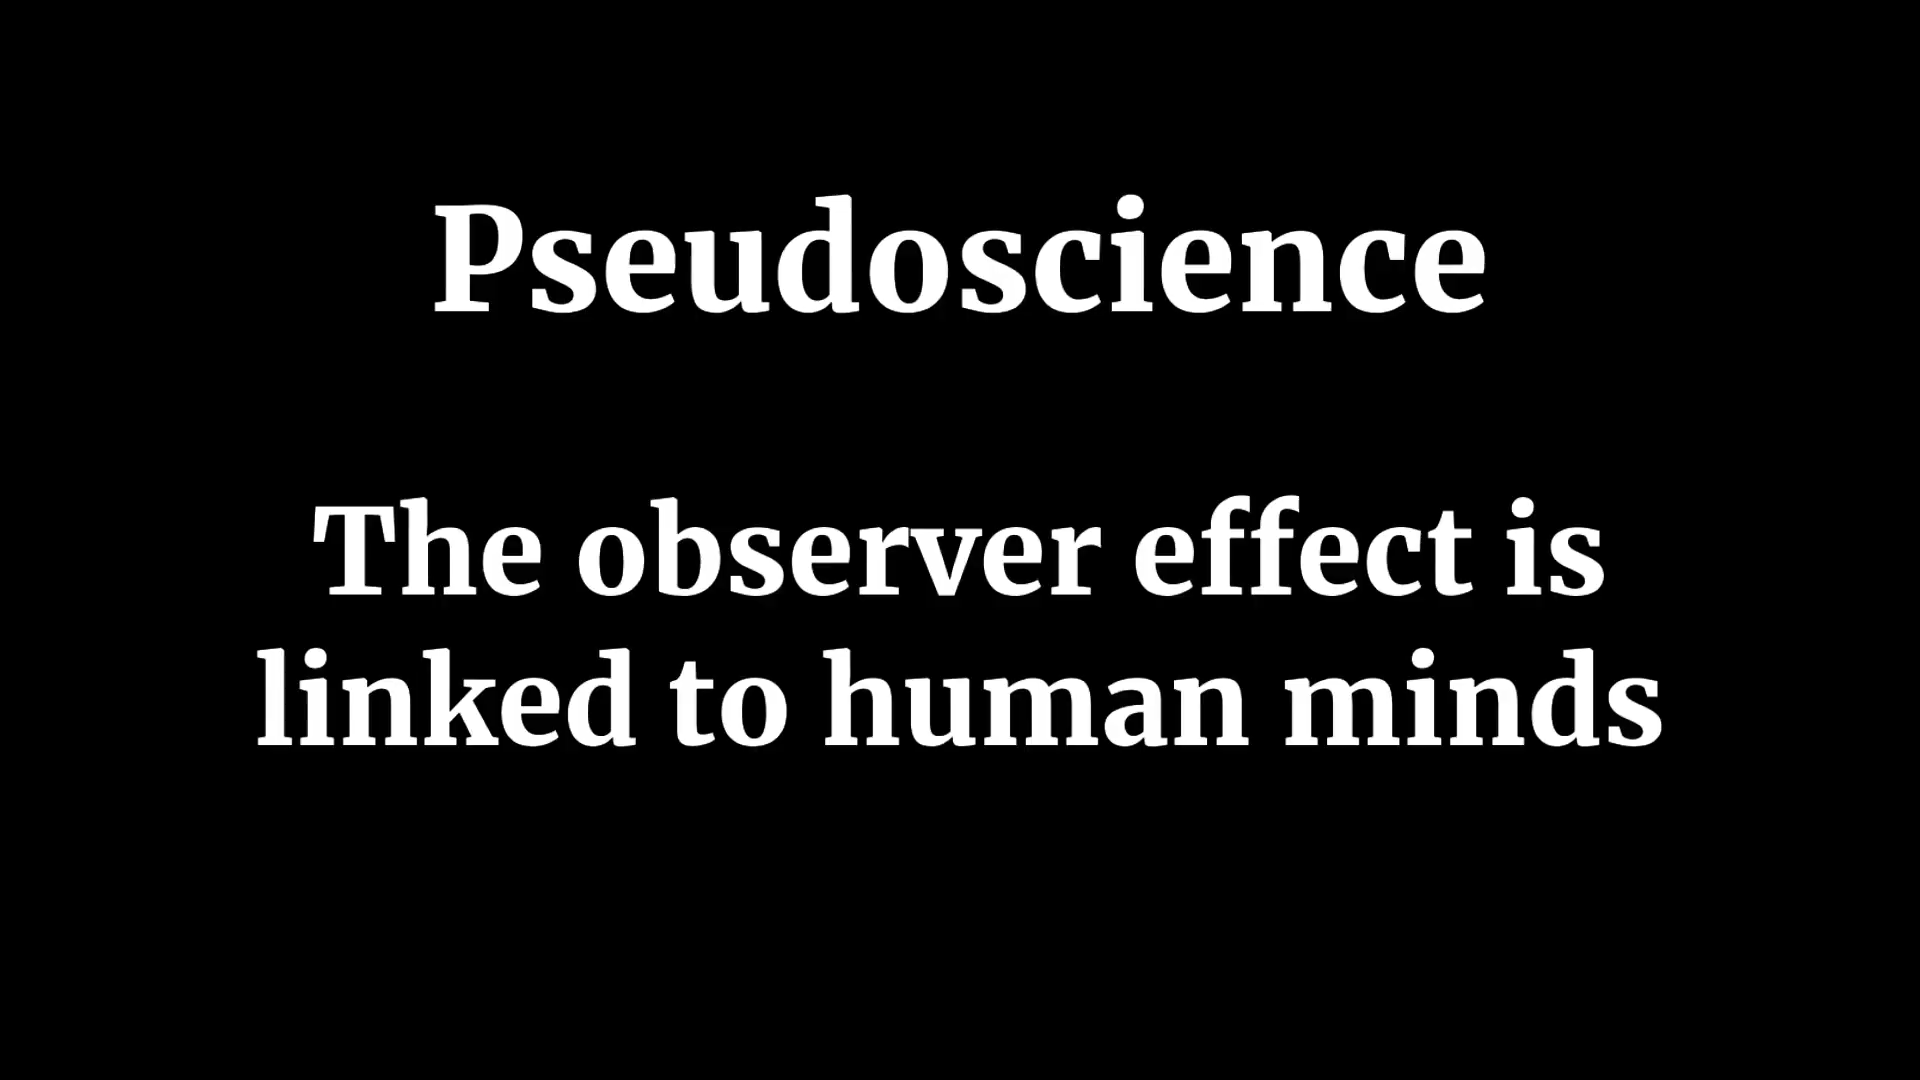 Pseudoscience
The observer effect is
linked to human minds